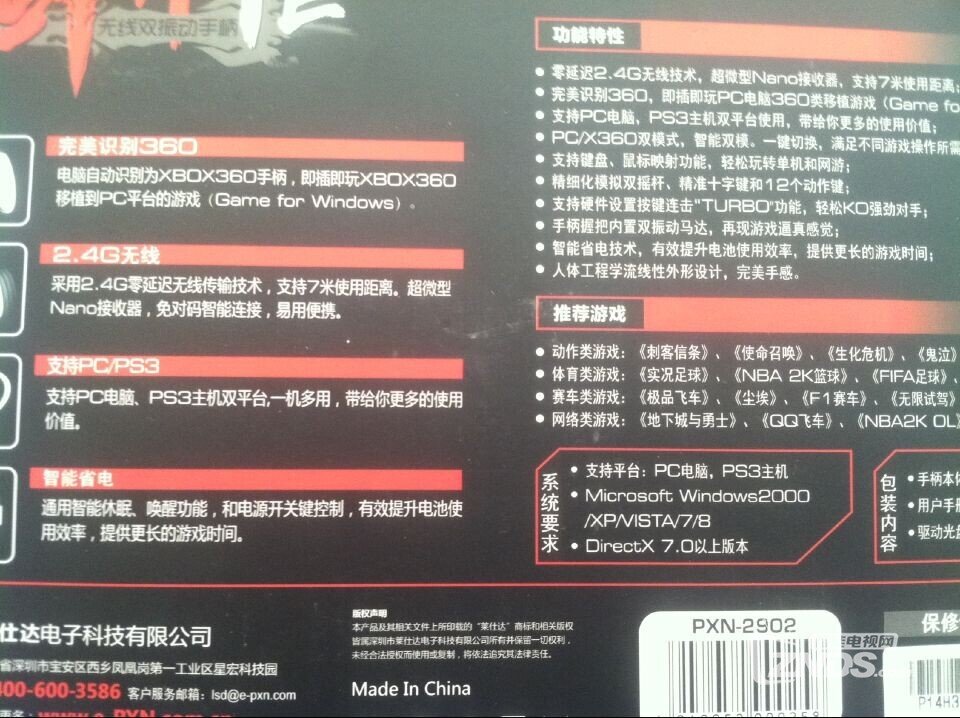 无线双振动手柄
完美识别360
电脑自动识别为XBOX360手柄，即插即玩XBOX360
移植到PC平台的游戏（Game for Windows）。
2.4G无线
采用2.4G零延迟无线传输技术，支持7米使用距离。超微型
Nano接收器，免对码智能连接，易用便携。
支持PC/PS3
支持PC电脑、PS3主机双平台,一机多用，带给你更多的使用
价值。
智能省电
通用智能休眠、唤醒功能，和电源开关键控制，有效提升电池使
用效率，提供更长的游戏时间。
功能特性
● 零延迟2.4G无线技术，超微型Nano接收器，支持7米使用距离;
● 完美识别360，即插即玩PC电脑360类移植游戏（Game fo
● 支持PC电脑、PS3主机双平台使用，带给你更多的使用价值;
● PC/X360双模式，智能双模。一键切换，满足不同游戏操作所需
● 支持键盘、鼠标映射功能，轻松玩转单机和网游;
● 精细化模拟双摇杆、精准十字键和12个动作键;
● 支持硬件设置按键连击"TURBO"功能，轻松KO强劲对手;
● 手柄握把内置双振动马达，再现游戏逼真感觉;
● 智能省电技术，有效提升电池使用效率，提供更长的游戏时间;
● 人体工程学流线性外形设计，完美手感。
推荐游戏
● 动作类游戏：《刺客信条》、《使命召唤》、《生化危机》、《鬼泣》
● 体育类游戏：《实况足球》、《NBA 2K篮球》、《FIFA足球》、
● 赛车类游戏：《极品飞车》、《尘埃》、《F1赛车》、《无限试驾》
● 网络类游戏：《地下城与勇士》、《QQ飞车》、《NBA2K OL》
系统要求
● 支持平台：PC电脑，PS3主机
● Microsoft Windows2000
/XP/VISTA/7/8
● DirectX 7.0以上版本
包装内容
● 手柄本体
● 用户手册
● 驱动光盘
仕达电子科技有限公司
省深圳市宝安区西乡凤凰岗第一工业区星宏科技园
400-600-3586 客户服务邮箱：lsd@e-pxn.com
www.e-PXN.com.cn
版权声明
本产品及其相关文件上所印载的“莱仕达”商标和相关版权
皆属深圳市莱仕达电子科技有限公司所有并保留一切权利，
未经合法授权而使用或复制，将依法追究其法律责任。
Made In China
PXN-2902
保修
电视网
ZNDS
P14H3